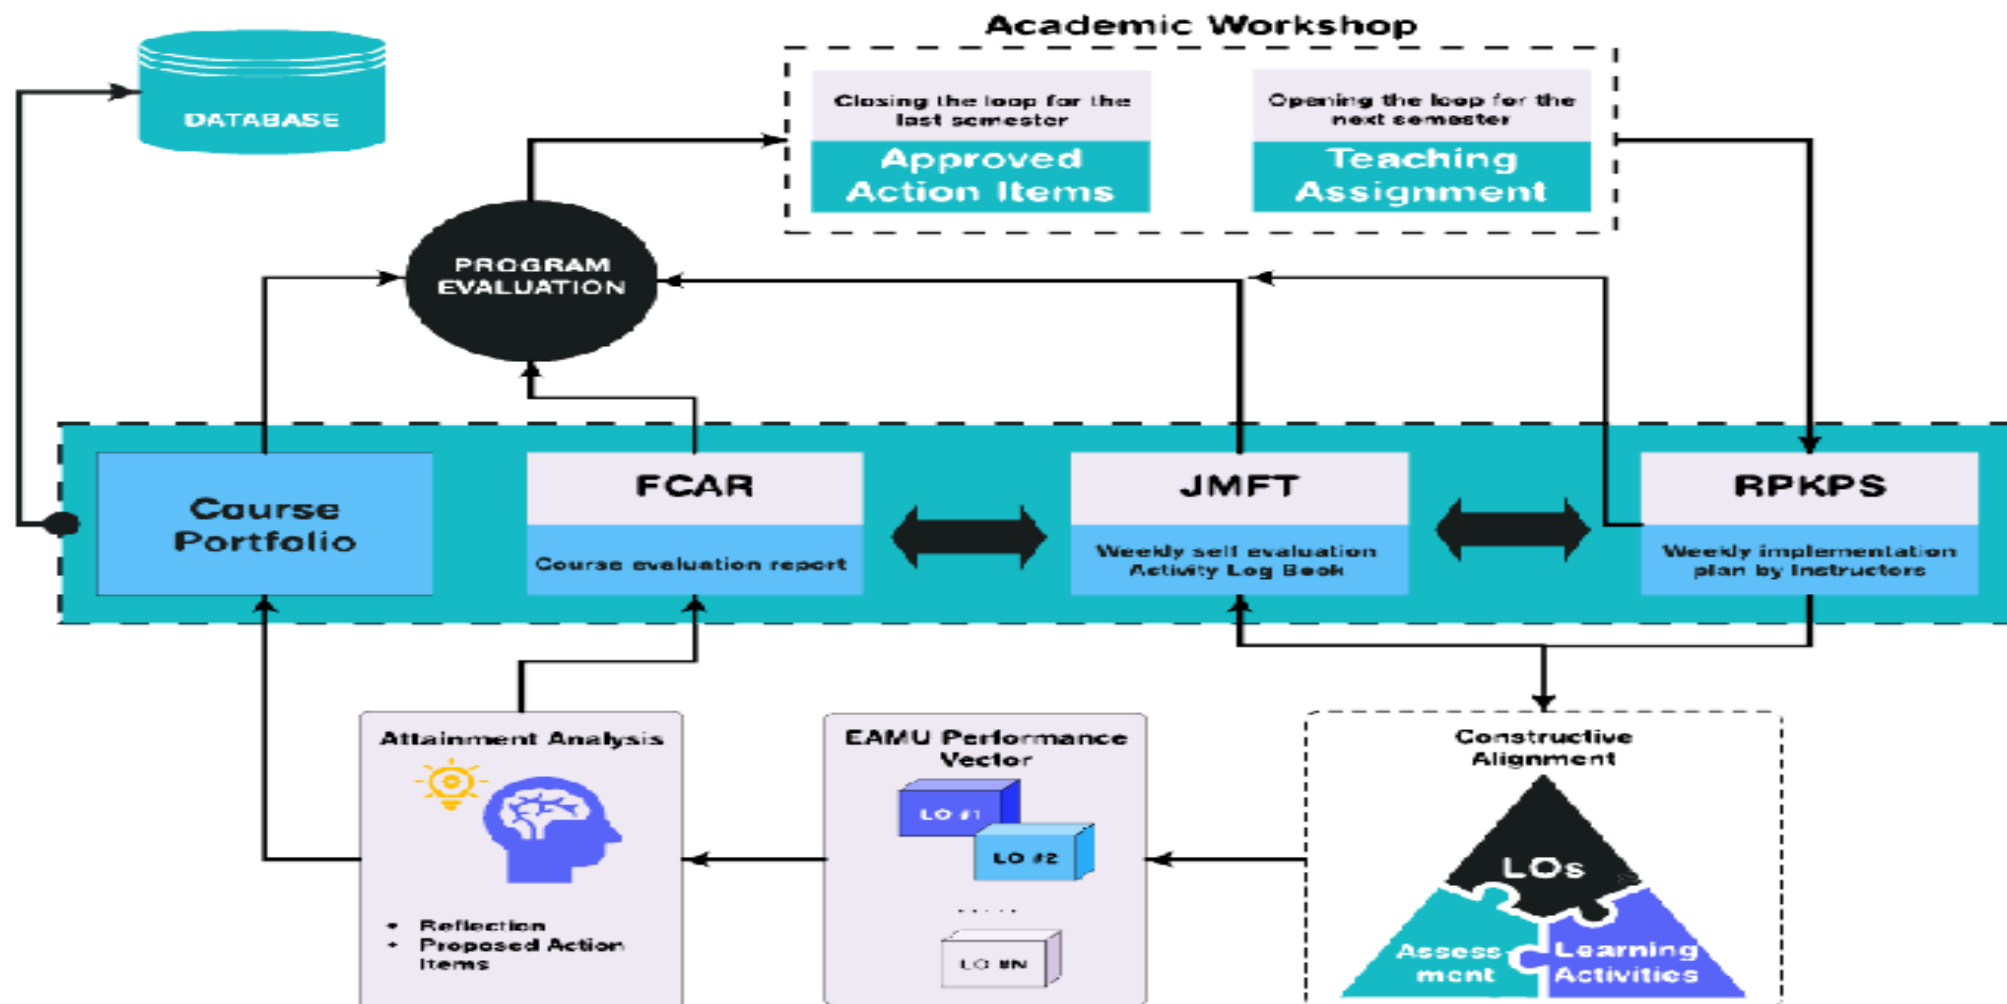 Academic Workshop
DATABASE
Closing the loop for the
last semester
Approved
Action Items
Opening the loop for the
next semester
Teaching
Assignment
PROGRAM
EVALUATION
Course
Portfolio
FCAR
Course evaluation report
JMFT
Weekly self evaluation
Activity Log Book
RPKPS
Weekly implementation
plan by Instructors
Attainment Analysis
• Reflection
• Proposed Action
Items
EAMU Performance
Vector
LO #1
LO #2
.....
LO #N
Constructive
Alignment
LOs
Assess-
ment
Learning
Activities